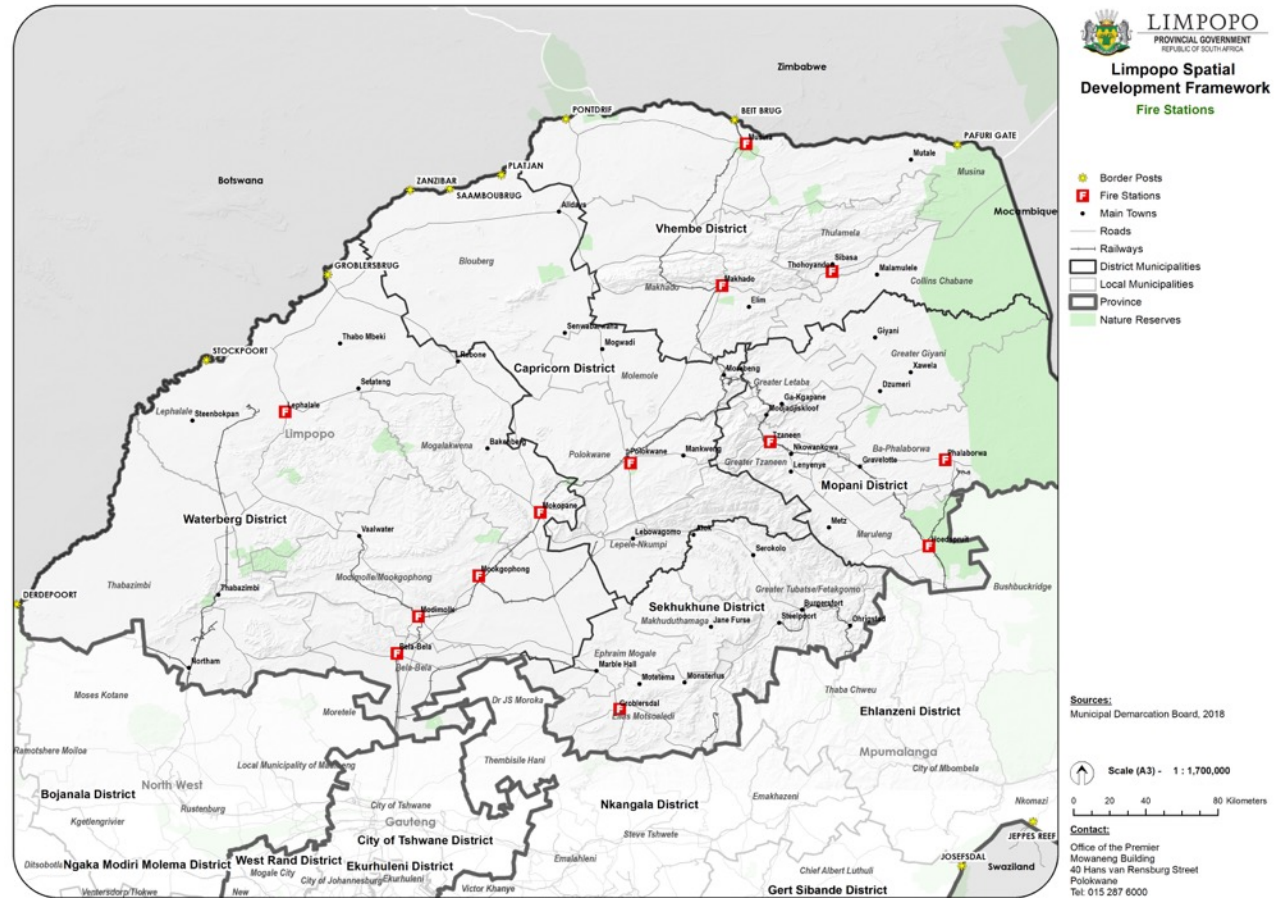 LIMPOPO
PROVINCIAL GOVERNMENT
REPUBLIC OF SOUTH AFRICA
Limpopo Spatial
Development Framework
Fire Stations
Border Posts
Fire Stations
Main Towns
Roads
Railways
District Municipalities
Local Municipalities
Province
Nature Reserves
Sources:
Municipal Demarcation Board, 2018
Scale (A3) - 1 : 1,700,000
0 20 40 80 Kilometers
Contact:
Office of the Premier
Mowaneng Building
40 Hans van Rensburg Street
Polokwane
Tel: 015 287 6000
Zimbabwe
PONTDRIF
BEIT BRUG
Musina
PAFURI GATE
Mutale
Musina
PLATJAN
Botswana
ZANZIBAR
SAAMBOUBRUG
Alldays
Mocambique
Vhembe District
Thulamela
Blouberg
GROBLERSBRUG
Thohoyandou
Sibasa
Malamulele
Collins Chabane
Makhado
Makhado
Elim
Senwabarwana
Mogwadi
Giyani
Thabo Mbeki
STOCKPOORT
Rebone
Capricorn District
Molemole
Morebeng
Greater Giyani
Xawela
Setateng
Greater Letaba
Dzumeri
Ga-Kgapane
Modjadjiskloof
Lephalale
Steenbokpan
Lephalale
Limpopo
Mogalakwena
Bakenberg
Polokwane
Polokwane
Mankweng
Tzaneen
Nkowankowa
Greater Tzaneen
Lenyenye
Gravelotte
Ba-Phalaborwa
Phalaborwa
Mopani District
Mokopane
Waterberg District
Vaalwater
Lebowagomo
Lepele-Nkumpi
Metz
Maruleng
Hoedspruit
Serokolo
Mookgophong
Modimolle/Mookgophong
Thabazimbi
Thabazimbi
Greater Tubatse/Fetakgomo
Bushbuckridge
DERDEPOORT
Modimolle
Sekhukhune District
Makhuduthamaga
Jane Furse
Burgersfort
Steelpoort
Ohrigstad
Bela-Bela
Bela-Bela
Northam
Ephraim Mogale
Marble Hall
Motetema
Monsterlus
Groblersdal
Elias Motsoaledi
Moses Kotane
Moretele
Dr JS Moroka
Thaba Chweu
Ehlanzeni District
Ramotshere Moiloa
Local Municipality of Madibeng
Thembisile Hani
Mpumalanga
City of Mbombela
North West
Bojanala District
Rustenburg
Kgetlengrivier
City of Tshwane
Gauteng
City of Tshwane District
Nkangala District
Emakhazeni
Nkomazi
Steve Tshwete
JEPPES REEF
Ditsobotla
Ngaka Modiri Molema District
West Rand District
Mogale City
Ekurhuleni District
City of Johannesburg
Ekurhuleni
Emalahleni
Chief Albert Luthuli
JOSEFSDAL
Swaziland
Ventersdorp/Tlokwe
New
Victor Khanye
Gert Sibande District